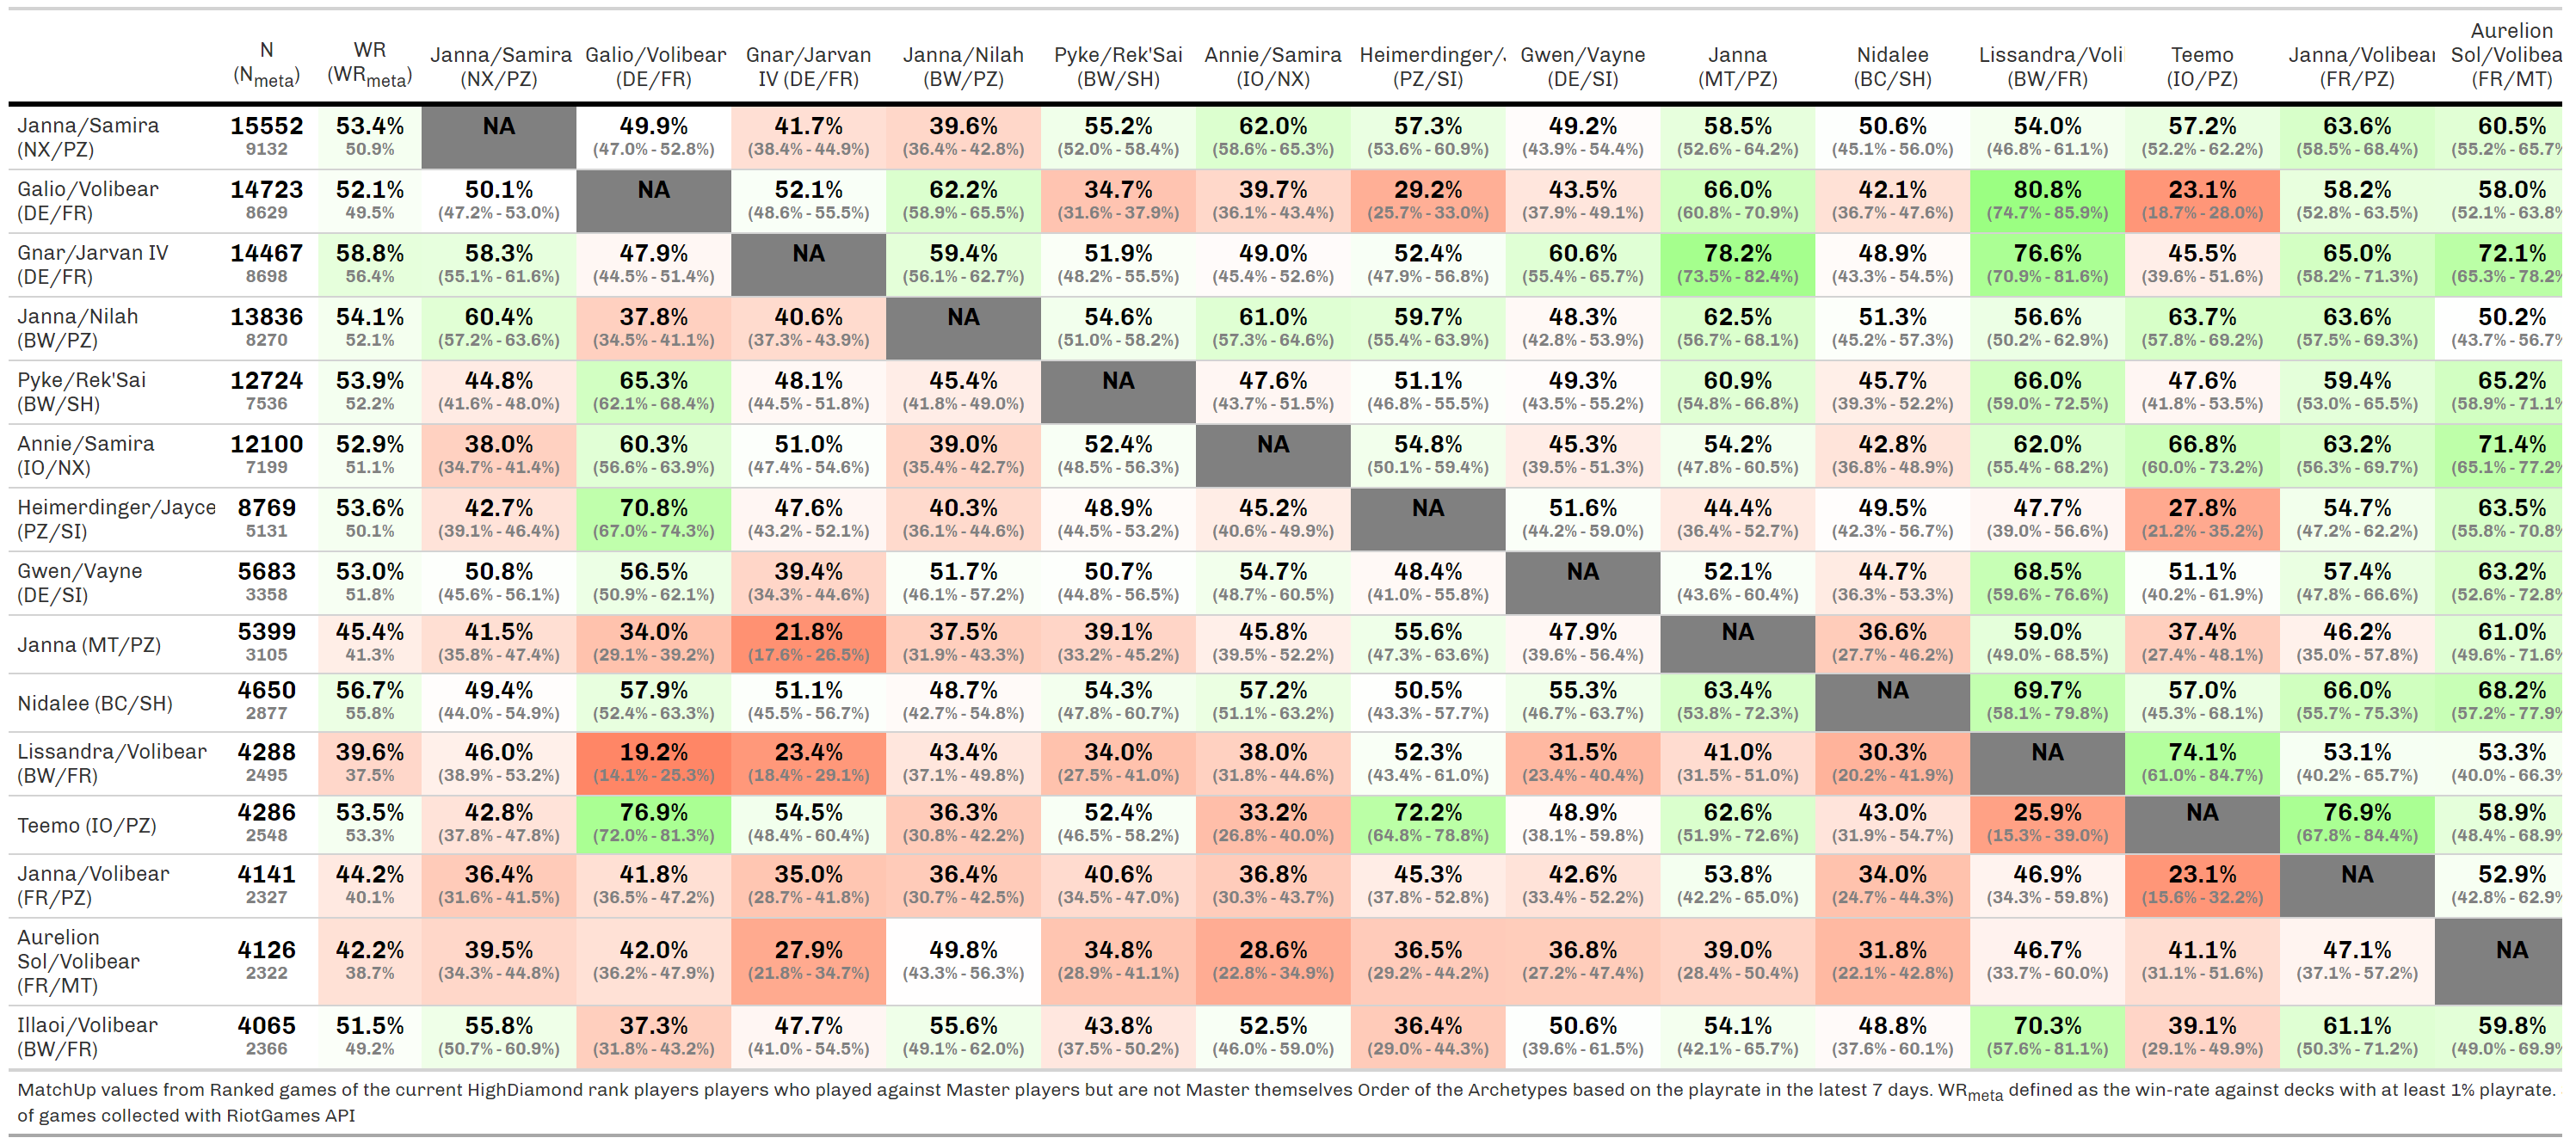 N (Nmeta) WR (WRmeta) Janna/Samira (NX/PZ) Galio/Volibear (DE/FR) Gnar/Jarvan IV (DE/FR) Janna/Nilah (BW/PZ) Pyke/Rek'Sai (BW/SH) Annie/Samira (IO/NX) Heimerdinger/ (PZ/SI) Gwen/Vayne (DE/SI) Janna (MT/PZ) Nidalee (BC/SH) Lissandra/Voli (BW/FR) Teemo (IO/PZ) Janna/Volibear (FR/PZ) Aurelion Sol/Volibea (FR/MT)
Janna/Samira 15552 53.4% NA 49.9% 41.7% 39.6% 55.2% 62.0% 57.3% 49.2% 58.5% 50.6% 54.0% 57.2% 63.6% 60.5%
(NX/PZ) 9132 50.9% (47.0% - 52.8%) (38.4% - 44.9%) (36.4% - 42.8%) (52.0% - 58.4%) (58.6% - 65.3%) (53.6% - 60.9%) (43.9% - 54.4%) (52.6% - 64.2%) (45.1% - 56.0%) (46.8% - 61.1%) (52.2% - 62.2%) (58.5% - 68.4%) (55.2% - 65.7%
Galio/Volibear 14723 52.1% 50.1% NA 52.1% 62.2% 34.7% 39.7% 29.2% 43.5% 66.0% 42.1% 80.8% 23.1% 58.2% 58.0%
(DE/FR) 8629 49.5% (47.2% - 53.0%) (48.6% - 55.5%) (58.9% - 65.5%) (31.6% - 37.9%) (36.1% - 43.4%) (25.7% - 33.0%) (37.9% - 49.1%) (60.8% - 70.9%) (36.7% - 47.6%) (74.7% - 85.9%) (18.7% - 28.0%) (52.8% - 63.5%) (52.1% - 63.8%
Gnar/Jarvan IV 14467 58.8% 58.3% 47.9% NA 59.4% 51.9% 49.0% 52.4% 60.6% 78.2% 48.9% 76.6% 45.5% 65.0% 72.1%
(DE/FR) 8698 56.4% (55.1% - 61.6%) (44.5% - 51.4%) (56.1% - 62.7%) (48.2% - 55.5%) (45.4% - 52.6%) (47.9% - 56.8%) (55.4% - 65.7%) (73.5% - 82.4%) (43.3% - 54.5%) (70.9% - 81.6%) (39.6% - 51.6%) (58.2% - 71.3%) (65.3% - 78.2%
Janna/Nilah 13836 54.1% 60.4% 37.8% 40.6% NA 54.6% 61.0% 59.7% 48.3% 62.5% 51.3% 56.6% 63.7% 63.6% 50.2%
(BW/PZ) 8270 52.1% (57.2% - 63.6%) (34.5% - 41.1%) (37.3% - 43.9%) (51.0% - 58.2%) (57.3% - 64.6%) (55.4% - 63.9%) (42.8% - 53.9%) (56.7% - 68.1%) (45.2% - 57.3%) (50.2% - 62.9%) (57.8% - 69.2%) (57.5% - 69.3%) (43.7% - 56.7%
Pyke/Rek'Sai 12724 53.9% 44.8% 65.3% 48.1% 45.4% NA 47.6% 51.1% 49.3% 60.9% 45.7% 66.0% 47.6% 59.4% 65.2%
(BW/SH) 7536 52.2% (41.6% - 48.0%) (62.1% - 68.4%) (44.5% - 51.8%) (41.8% - 49.0%) (43.7% - 51.5%) (46.8% - 55.5%) (43.5% - 55.2%) (54.8% - 66.8%) (39.3% - 52.2%) (59.0% - 72.5%) (41.8% - 53.5%) (53.0% - 65.5%) (58.9% - 71.1%
Annie/Samira 12100 52.9% 38.0% 60.3% 51.0% 39.0% 52.4% NA 54.8% 45.3% 54.2% 42.8% 62.0% 66.8% 63.2% 71.4%
(IO/NX) 7199 51.1% (34.7% - 41.4%) (56.6% - 63.9%) (47.4% - 54.6%) (35.4% - 42.7%) (48.5% - 56.3%) (50.1% - 59.4%) (39.5% - 51.3%) (47.8% - 60.5%) (36.8% - 48.9%) (55.4% - 68.2%) (60.0% - 73.2%) (56.3% - 69.7%) (65.1% - 77.2%
Heimerdinger/Jayce 8769 53.6% 42.7% 70.8% 47.6% 40.3% 48.9% 45.2% NA 51.6% 44.4% 49.5% 47.7% 27.8% 54.7% 63.5%
(PZ/SI) 5131 50.1% (39.1% - 46.4%) (67.0% - 74.3%) (43.2% - 52.1%) (36.1% - 44.6%) (44.5% - 53.2%) (40.6% - 49.9%) (44.2% - 59.0%) (36.4% - 52.7%) (42.3% - 56.7%) (39.0% - 56.6%) (21.2% - 35.2%) (47.2% - 62.2%) (55.8% - 70.8%
Gwen/Vayne 5683 53.0% 50.8% 56.5% 39.4% 51.7% 50.7% 54.7% 48.4% NA 52.1% 44.7% 68.5% 51.1% 57.4% 63.2%
(DE/SI) 3358 51.8% (45.6% - 56.1%) (50.9% - 62.1%) (34.3% - 44.6%) (46.1% - 57.2%) (44.8% - 56.5%) (48.7% - 60.5%) (41.0% - 55.8%) (43.6% - 60.4%) (36.3% - 53.3%) (59.6% - 76.6%) (40.2% - 61.9%) (47.8% - 66.6%) (52.6% - 72.8%
Janna (MT/PZ) 5399 45.4% 41.5% 34.0% 21.8% 37.5% 39.1% 45.8% 55.6% 47.9% NA 36.6% 59.0% 37.4% 46.2% 61.0%
3105 41.3% (35.8% - 47.4%) (29.1% - 39.2%) (17.6% - 26.5%) (31.9% - 43.3%) (33.2% - 45.2%) (39.5% - 52.2%) (47.3% - 63.6%) (39.6% - 56.4%) (27.7% - 46.2%) (49.0% - 68.5%) (27.4% - 48.1%) (35.0% - 57.8%) (49.6% - 71.6%
Nidalee (BC/SH) 4650 56.7% 49.4% 57.9% 51.1% 48.7% 54.3% 57.2% 50.5% 55.3% 63.4% NA 69.7% 57.0% 66.0% 68.2%
2877 55.8% (44.0% - 54.9%) (52.4% - 63.3%) (45.5% - 56.7%) (42.7% - 54.8%) (47.8% - 60.7%) (51.1% - 63.2%) (43.3% - 57.7%) (46.7% - 63.7%) (53.8% - 72.3%) (58.1% - 79.8%) (45.3% - 68.1%) (55.7% - 75.3%) (57.2% - 77.9%
Lissandra/Volibear 4288 39.6% 46.0% 19.2% 23.4% 43.4% 34.0% 38.0% 52.3% 31.5% 41.0% 30.3% NA 74.1% 53.1% 53.3%
(BW/FR) 2495 37.5% (38.9% - 53.2%) (14.1% - 25.3%) (18.4% - 29.1%) (37.1% - 49.8%) (27.5% - 41.0%) (31.8% - 44.6%) (43.4% - 61.0%) (23.4% - 40.4%) (31.5% - 51.0%) (20.2% - 41.9%) (61.0% - 84.7%) (40.2% - 65.7%) (40.0% - 66.3%
Teemo (IO/PZ) 4286 53.5% 42.8% 76.9% 54.5% 36.3% 52.4% 33.2% 72.2% 48.9% 62.6% 43.0% 25.9% NA 76.9% 58.9%
2548 53.3% (37.8% - 47.8%) (72.0% - 81.3%) (48.4% - 60.4%) (30.8% - 42.2%) (46.5% - 58.2%) (26.8% - 40.0%) (64.8% - 78.8%) (38.1% - 59.8%) (51.9% - 72.6%) (31.9% - 54.7%) (15.3% - 39.0%) (67.8% - 84.4%) (48.4% - 68.9%
Janna/Volibear 4141 44.2% 36.4% 41.8% 35.0% 36.4% 40.6% 36.8% 45.3% 42.6% 53.8% 34.0% 46.9% 23.1% NA 52.9%
(FR/PZ) 2327 40.1% (31.6% - 41.5%) (36.5% - 47.2%) (28.7% - 41.8%) (30.7% - 42.5%) (34.5% - 47.0%) (30.3% - 43.7%) (37.8% - 52.8%) (33.4% - 52.2%) (42.2% - 65.0%) (24.7% - 44.3%) (34.3% - 59.8%) (15.6% - 32.2%) (42.8% - 62.9%
Aurelion
Sol/Volibear 4126 42.2% 39.5% 42.0% 27.9% 49.8% 34.8% 28.6% 36.5% 36.8% 39.0% 31.8% 46.7% 41.1% 47.1% NA
(FR/MT) 2322 38.7% (34.3% - 44.8%) (36.2% - 47.9%) (21.8% - 34.7%) (43.3% - 56.3%) (28.9% - 41.1%) (22.8% - 34.9%) (29.2% - 44.2%) (27.2% - 47.4%) (28.4% - 50.4%) (22.1% - 42.8%) (33.7% - 60.0%) (31.1% - 51.6%) (37.1% - 57.2%)
Illaoi/Volibear 4065 51.5% 55.8% 37.3% 47.7% 55.6% 43.8% 52.5% 36.4% 50.6% 54.1% 48.8% 70.3% 39.1% 61.1% 59.8%
(BW/FR) 2366 49.2% (50.7% - 60.9%) (31.8% - 43.2%) (41.0% - 54.5%) (49.1% - 62.0%) (37.5% - 50.2%) (46.0% - 59.0%) (29.0% - 44.3%) (39.6% - 61.5%) (42.1% - 65.7%) (37.6% - 60.1%) (57.6% - 81.1%) (29.1% - 49.9%) (50.3% - 71.2%) (49.0% - 69.9%
MatchUp values from Ranked games of the current HighDiamond rank players players who played against Master players but are not Master themselves Order of the Archetypes based on the playrate in the latest 7 days. WRmeta defined as the win-rate against decks with at least 1% playrate.
of games collected with RiotGames API